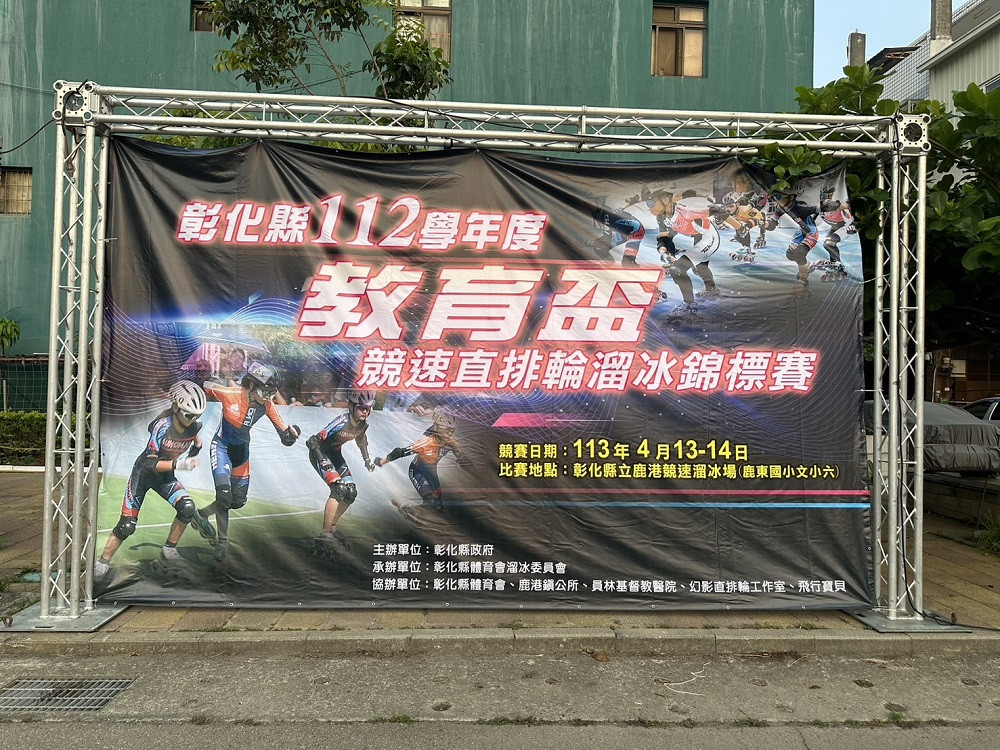 彰化縣112學年度
教育盃
競速直排輪溜冰錦標賽
競賽日期：113年4月13-14日
比賽地點：彰化縣立鹿港競速溜冰場(鹿東國小文小六)
主辦單位：彰化縣政府
承辦單位：彰化縣體育會溜冰委員會
協辦單位：彰化縣體育會、鹿港鎮公所、員林基督教醫院、幻影直排輪工作室、飛行寶貝